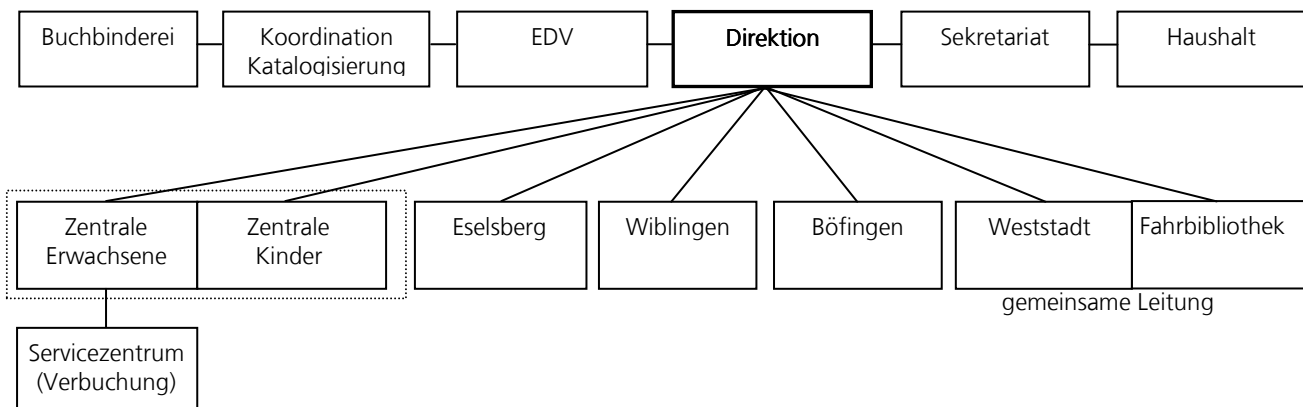 Buchbinderei
Koordination
Katalogisierung
EDV
Direktion
Sekretariat
Haushalt
Zentrale
Erwachsene
Zentrale
Kinder
Eselsberg
Wiblingen
Böfingen
Weststadt
Fahrbibliothek
gemeinsame Leitung
Servicezentrum
(Verbuchung)